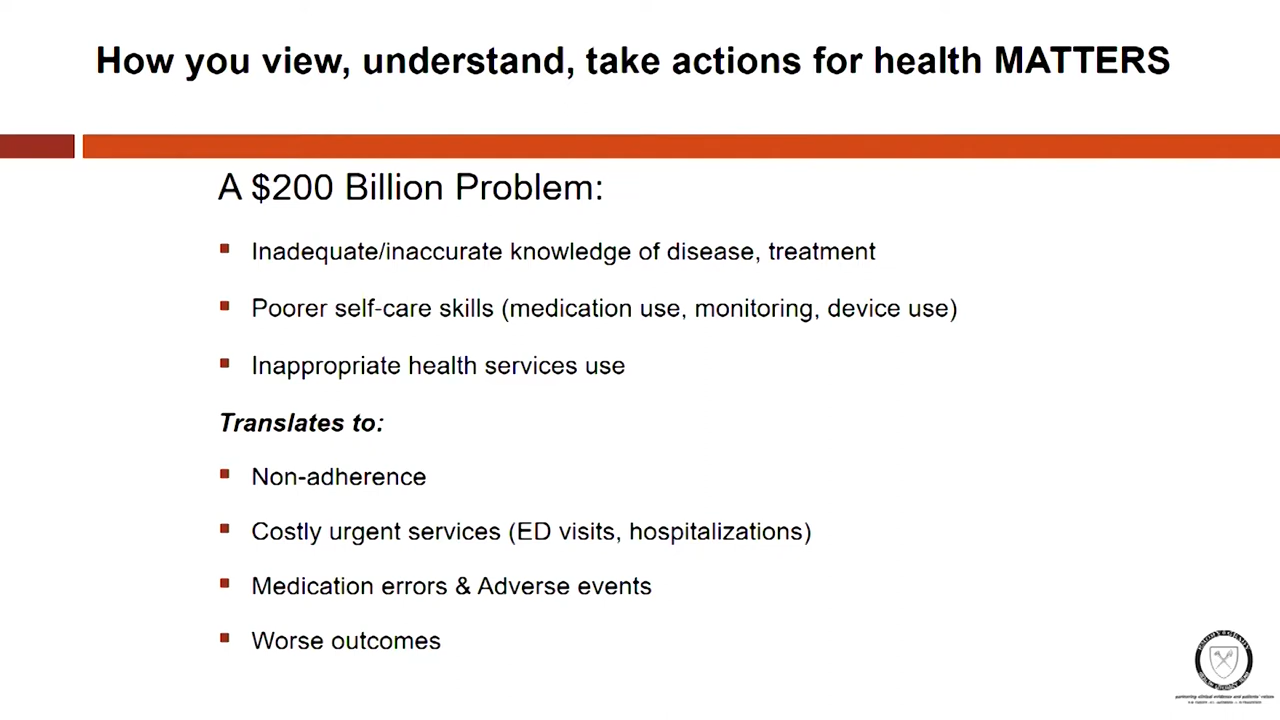 How you view, understand, take actions for health MATTERS
A $200 Billion Problem:
Inadequate/inaccurate knowledge of disease, treatment
Poorer self-care skills (medication use, monitoring, device use)
Inappropriate health services use
Translates to:
Non-adherence
Costly urgent services (ED visits, hospitalizations)
Medication errors & Adverse events
Worse outcomes